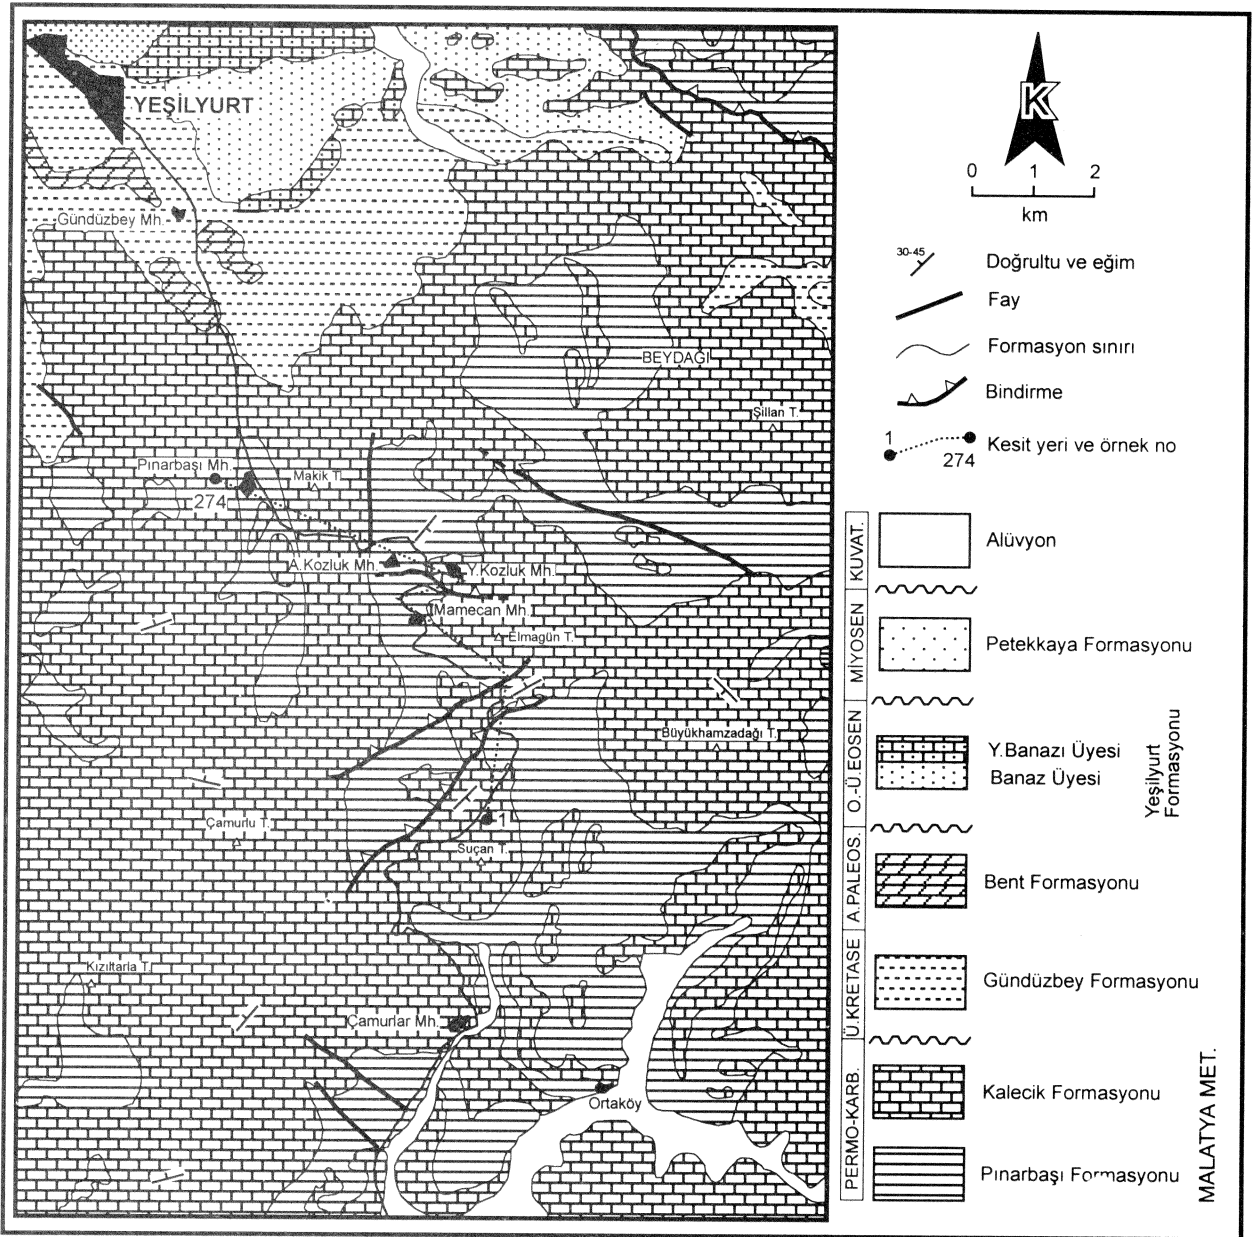 YEŞİLYURT
Gündüzbey Mh.
BEYDAĞI
Şillan T.
Pınarbaşı Mh.
274
Makik T.
A.Kozluk Mh.
Y.Kozluk Mh.
Mamecan Mh.
Elmagün T.
Büyükhamzadağı T.
Çamurlu T.
1
Suçan T.
Kızıltarla T.
Çamurlar Mh.
Ortaköy
K
0 1 2
km
30-45
Doğrultu ve eğim
Fay
Formasyon sınırı
Bindirme
1
274
Kesit yeri ve örnek no
KUVAT.
Alüvyon
MİYOSEN
Petekkaya Formasyonu
O.-Ü.EOSEN
Y.Banazı Üyesi
Banaz Üyesi
Yeşilyurt
Formasyonu
A.PALEOS.
Bent Formasyonu
Ü.KRETASE
Gündüzbey Formasyonu
PERMO-KARB.
Kalecik Formasyonu
Pınarbaşı Formasyonu
MALATYA MET.